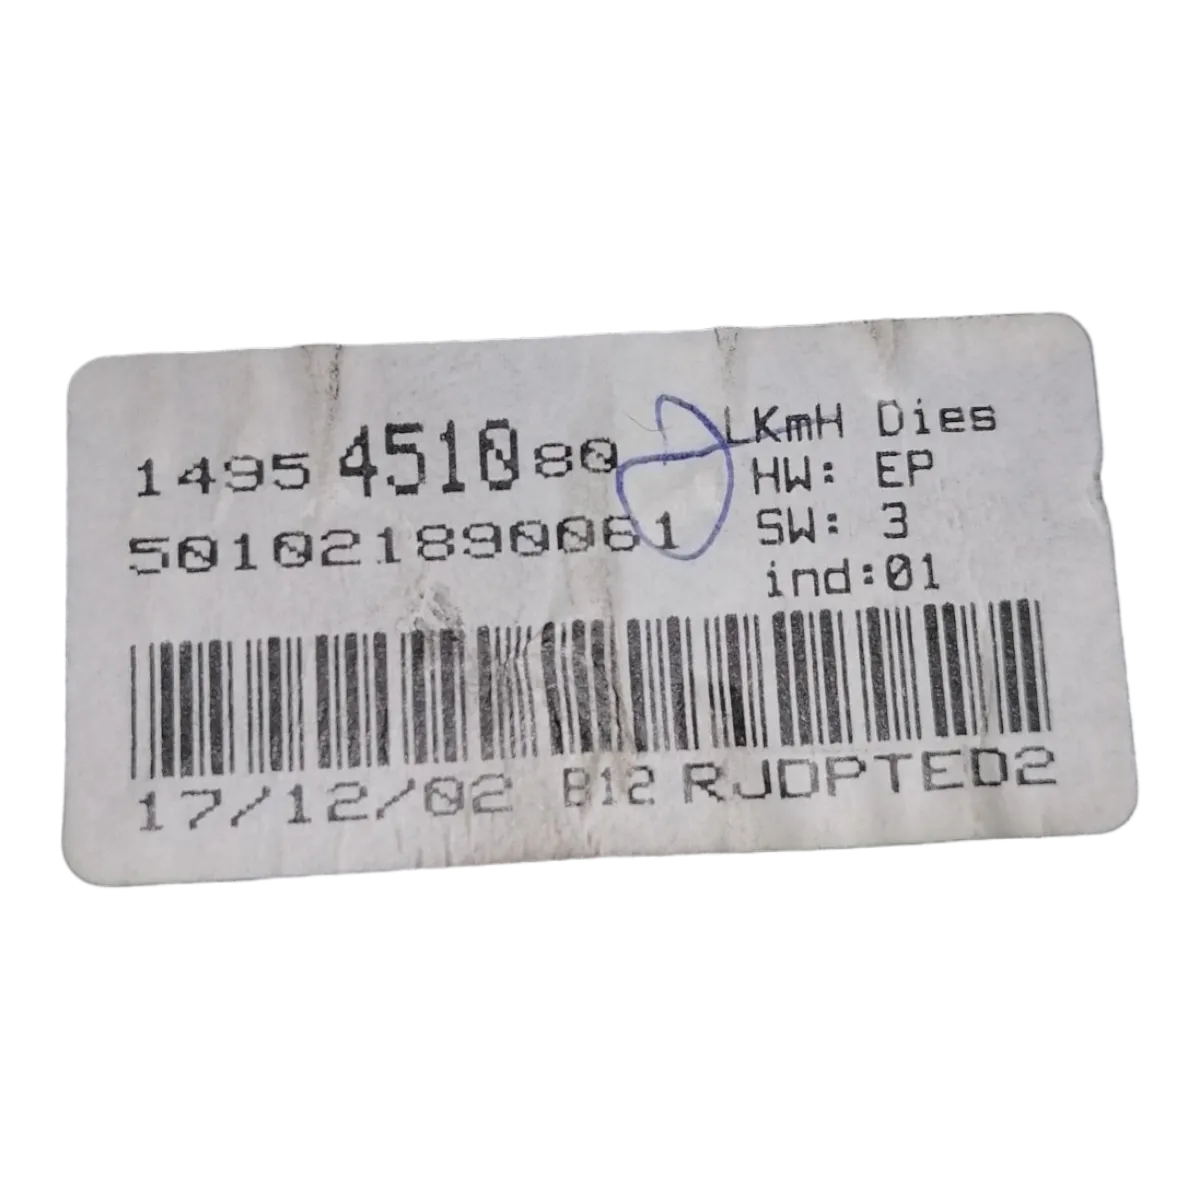 1495 4510 80
501021890061
LKmH Dies
HW: EP
SW: 3
ind:01
17/12/02 B12 RJDPTED2